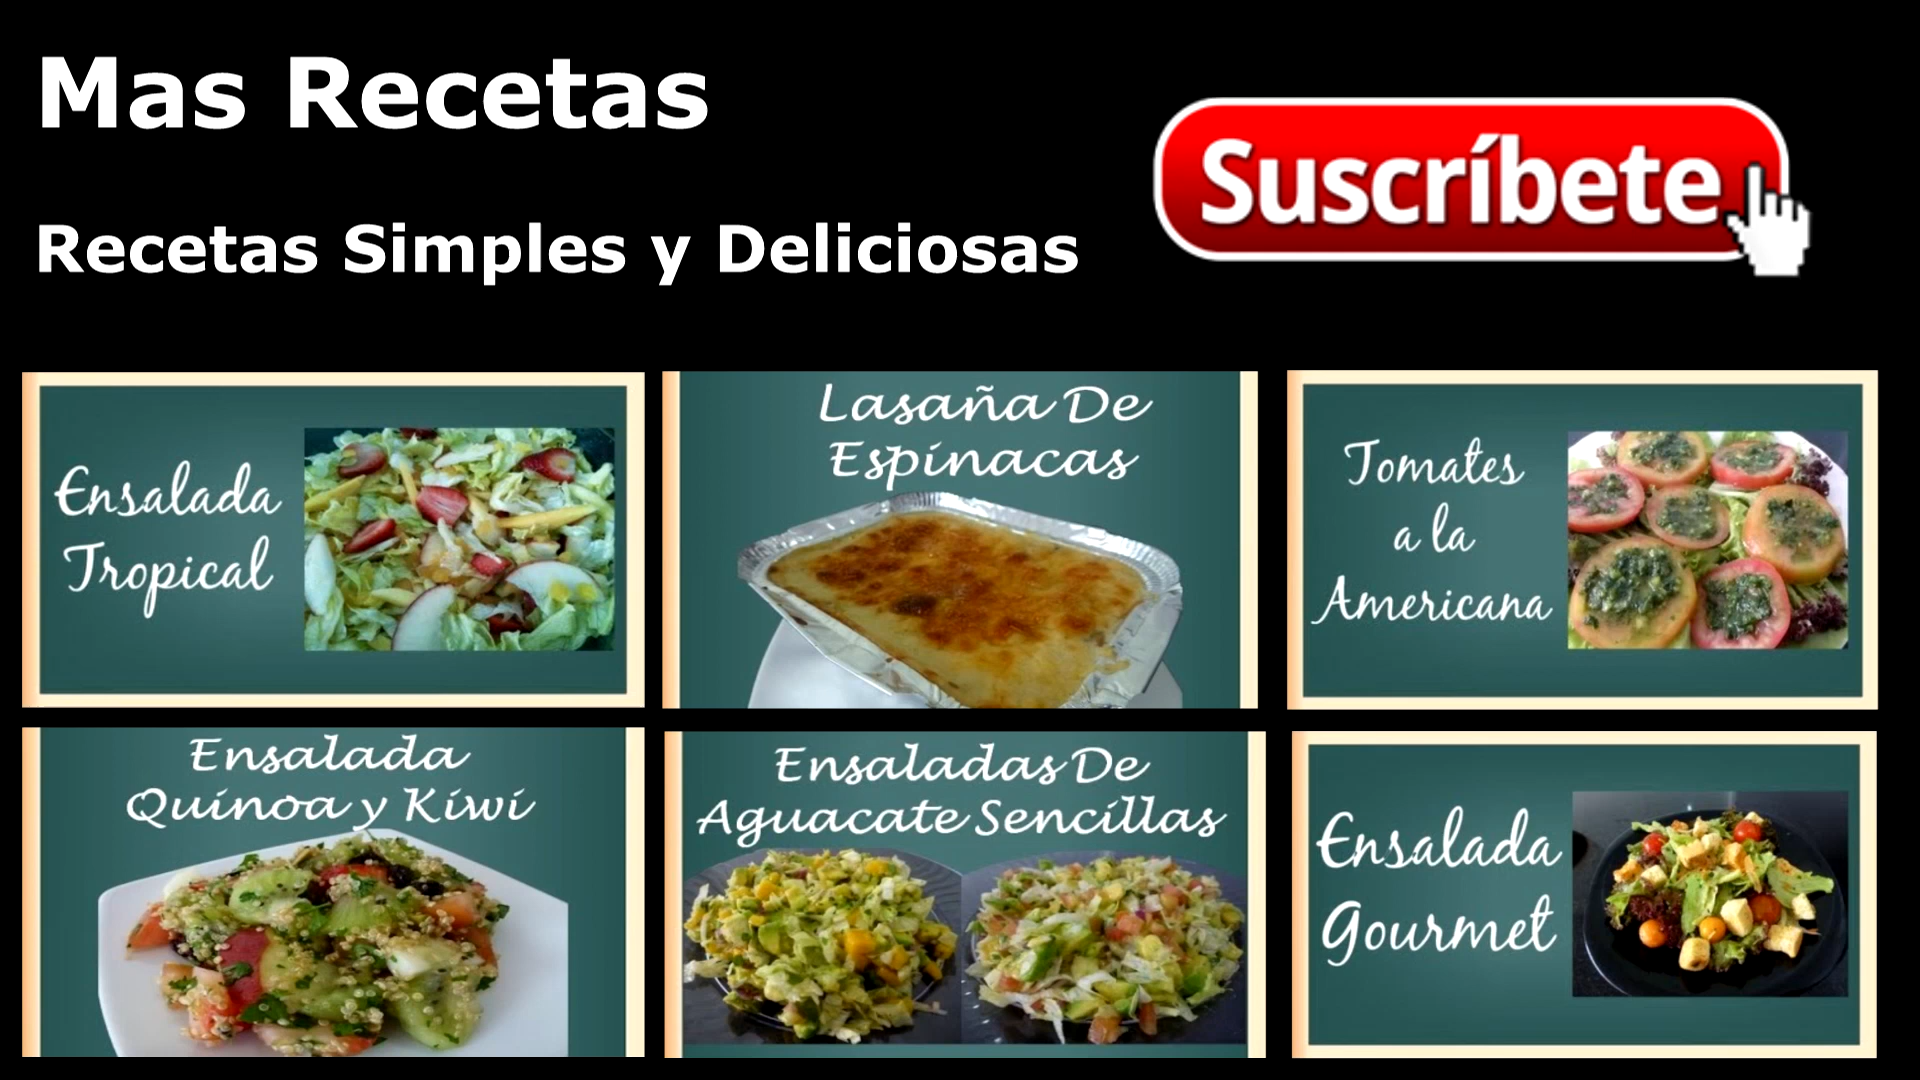 Mas Recetas
Recetas Simples y Deliciosas
Suscríbete
Ensalada
Tropical
Lasaña De
Espinacas
Tomates
a la
Americana
Ensalada
Quinoa y Kiwi
Ensaladas De
Aguacate Sencillas
Ensalada
Gourmet